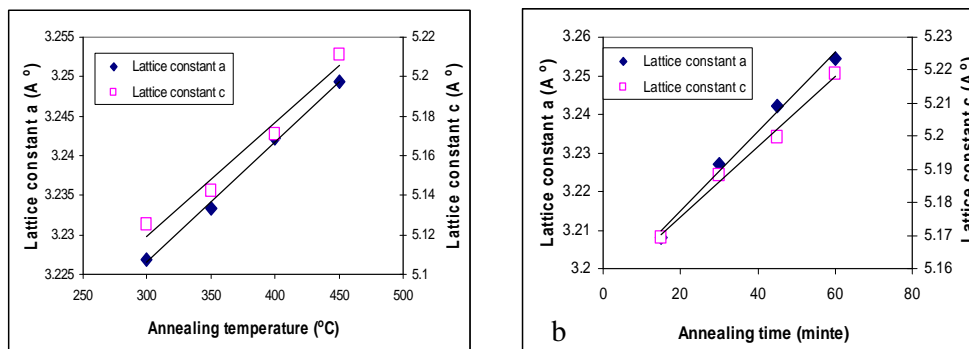 Lattice constant a (A º)
3.255
3.25
3.245
3.24
3.235
3.23
3.225
Lattice constant a
Lattice constant c
5.22
5.2
5.18
5.16
5.14
5.12
5.1
Lattice constant c (A º)
250 300 350 400 450 500
Annealing temperature (ºC)
Lattice constant a (A º)
3.26
3.25
3.24
3.23
3.22
3.21
3.2
Lattice constant a
Lattice constant c
5.23
5.22
5.21
5.20
5.19
5.18
5.17
5.16
Lattice constant c (A º)
0 20 40 60 80
b
Annealing time (minte)